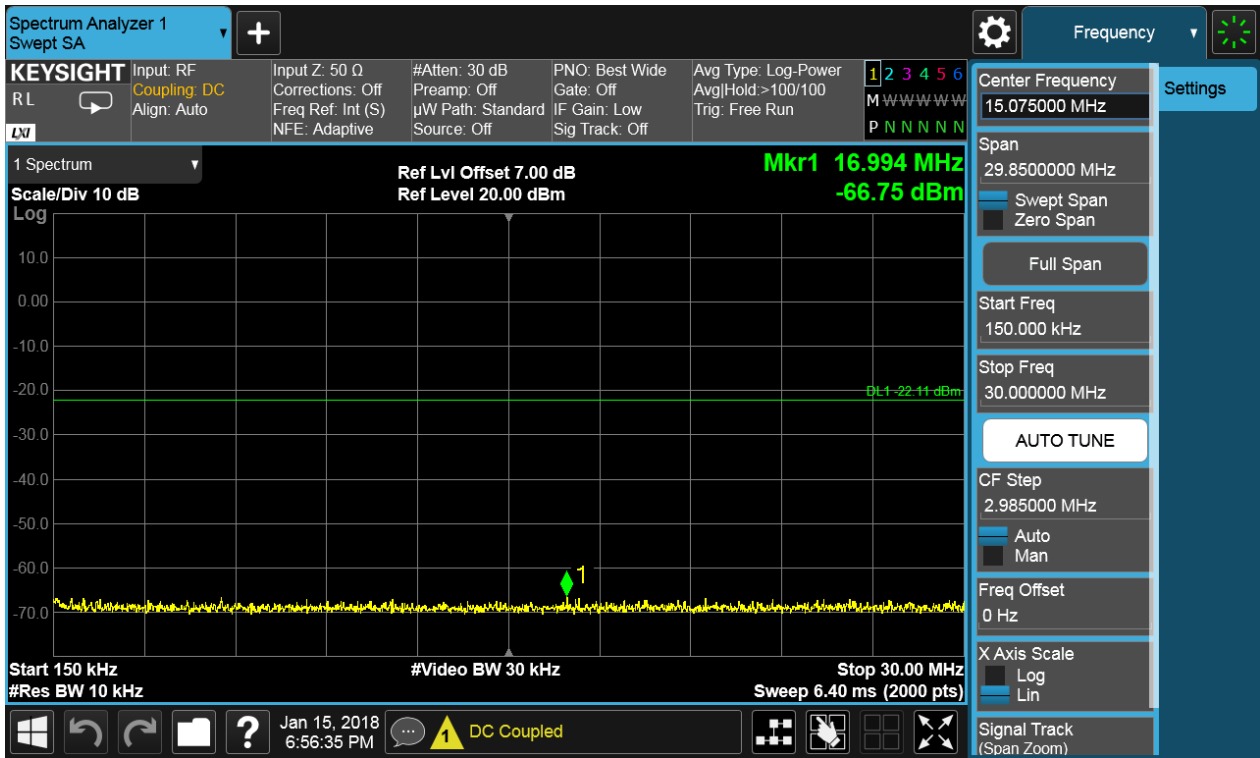 Spectrum Analyzer 1
Swept SA
+
Frequency
KEYSIGHT
RL
LXI
Input: RF
Coupling: DC
Align: Auto
Input Z: 50 Ω
Corrections: Off
Freq Ref: Int (S)
NFE: Adaptive
#Atten: 30 dB
Preamp: Off
µW Path: Standard
Source: Off
PNO: Best Wide
Gate: Off
IF Gain: Low
Sig Track: Off
Avg Type: Log-Power
Avg|Hold:>100/100
Trig: Free Run
1 2 3 4 5 6
M W W W W W
P N N N N N
1 Spectrum
Scale/Div 10 dB
Log
Ref Lvl Offset 7.00 dB
Ref Level 20.00 dBm
Mkr1 16.994 MHz
-66.75 dBm
10.0
0.00
-10.0
-20.0
DL1 -22.11 dBm
-30.0
-40.0
-50.0
-60.0
1
-70.0
Start 150 kHz
#Video BW 30 kHz
Stop 30.00 MHz
#Res BW 10 kHz
Sweep 6.40 ms (2000 pts)
Center Frequency
15.075000 MHz
Span
29.8500000 MHz
Swept Span
Zero Span
Full Span
Start Freq
150.000 kHz
Stop Freq
30.000000 MHz
AUTO TUNE
CF Step
2.985000 MHz
Auto
Man
Freq Offset
0 Hz
X Axis Scale
Log
Lin
Signal Track
(Span Zoom)
Settings
?
Jan 15, 2018
6:56:35 PM
1
DC Coupled